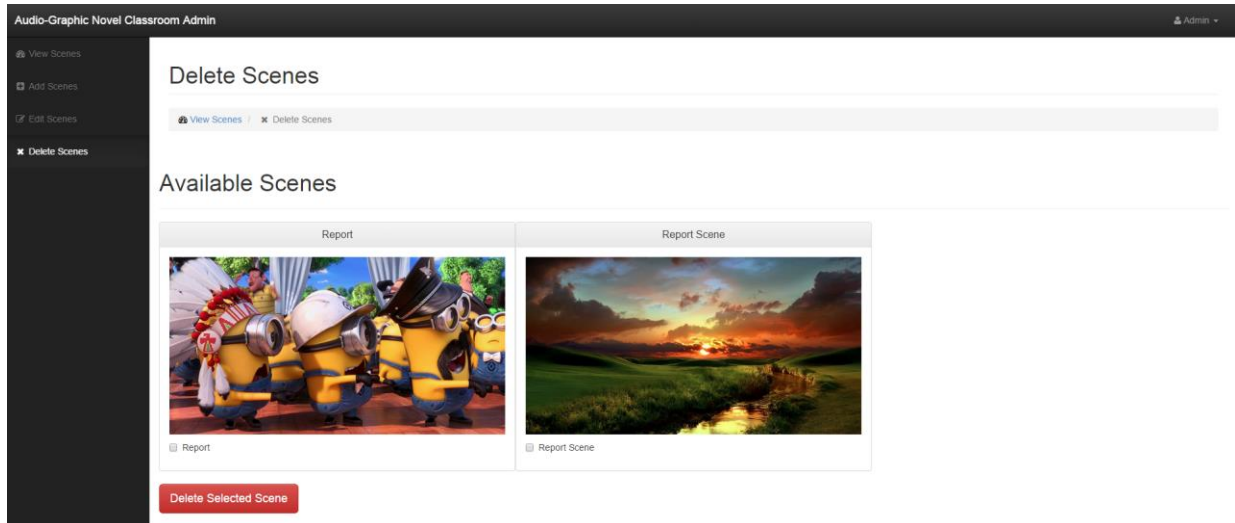 Audio-Graphic Novel Classroom Admin
Admin
View Scenes
Add Scenes
Edit Scenes
Delete Scenes
Delete Scenes
View Scenes / Delete Scenes
Available Scenes
Report
Report Scene
Report
Report Scene
Delete Selected Scene